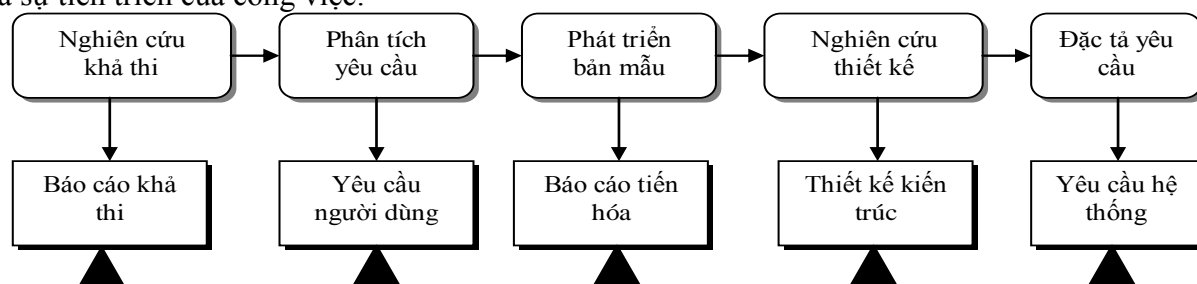 sự tiến triển của công việc.
Nghiên cứu
khả thi
Phân tích
yêu cầu
Phát triển
bản mẫu
Nghiên cứu
thiết kế
Đặc tả yêu
cầu
Báo cáo khả
thi
Yêu cầu
người dùng
Báo cáo tiến
hóa
Thiết kế kiến
trúc
Yêu cầu hệ
thống